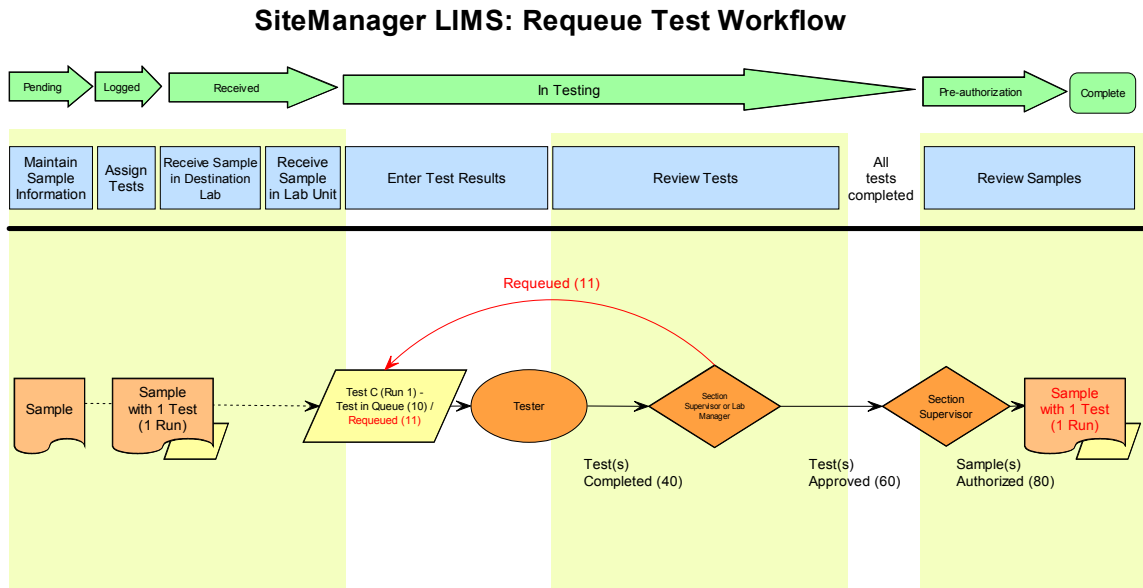 SiteManager LIMS: Requeue Test Workflow
Pending
Logged
Received
In Testing
Pre-authorization
Complete
Maintain
Sample
Information
Assign
Tests
Receive Sample
in Destination
Lab
Receive
Sample
in Lab Unit
Enter Test Results
Review Tests
All
tests
completed
Review Samples
Requeued (11)
Sample
Sample
with 1 Test
(1 Run)
Test C (Run 1) -
Test in Queue (10) /
Requeued (11)
Tester
Section
Supervisor or Lab
Manager
Section
Supervisor
Sample
with 1 Test
(1 Run)
Test(s)
Completed (40)
Test(s)
Approved (60)
Sample(s)
Authorized (80)